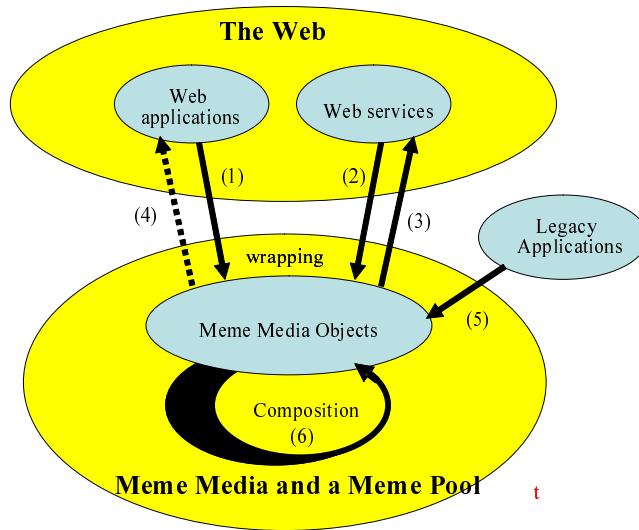 The Web
Web
applications
Web services
(1)
(2)
(4)
(3)
Legacy
Applications
wrapping
Meme Media Objects
(5)
Composition
(6)
Meme Media and a Meme Pool
t